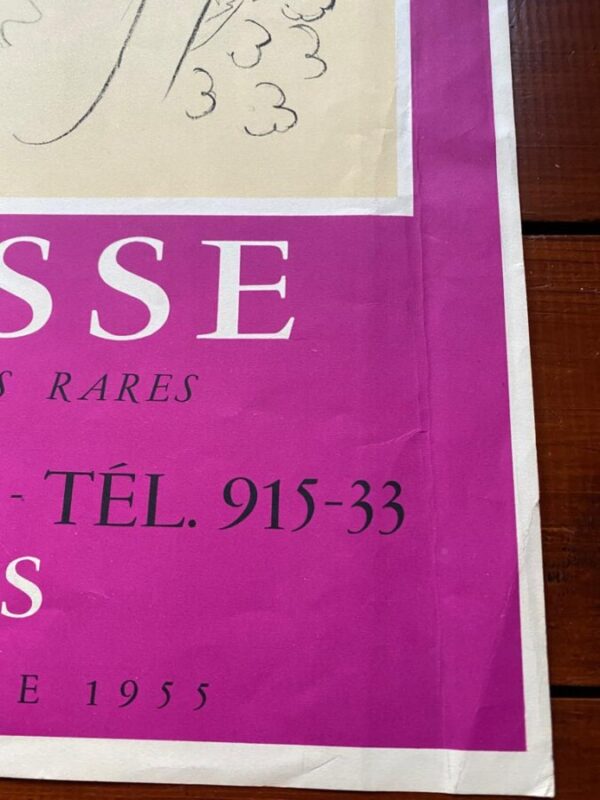 SSE
S RARES
- TÉL. 915-33
S
E 1955